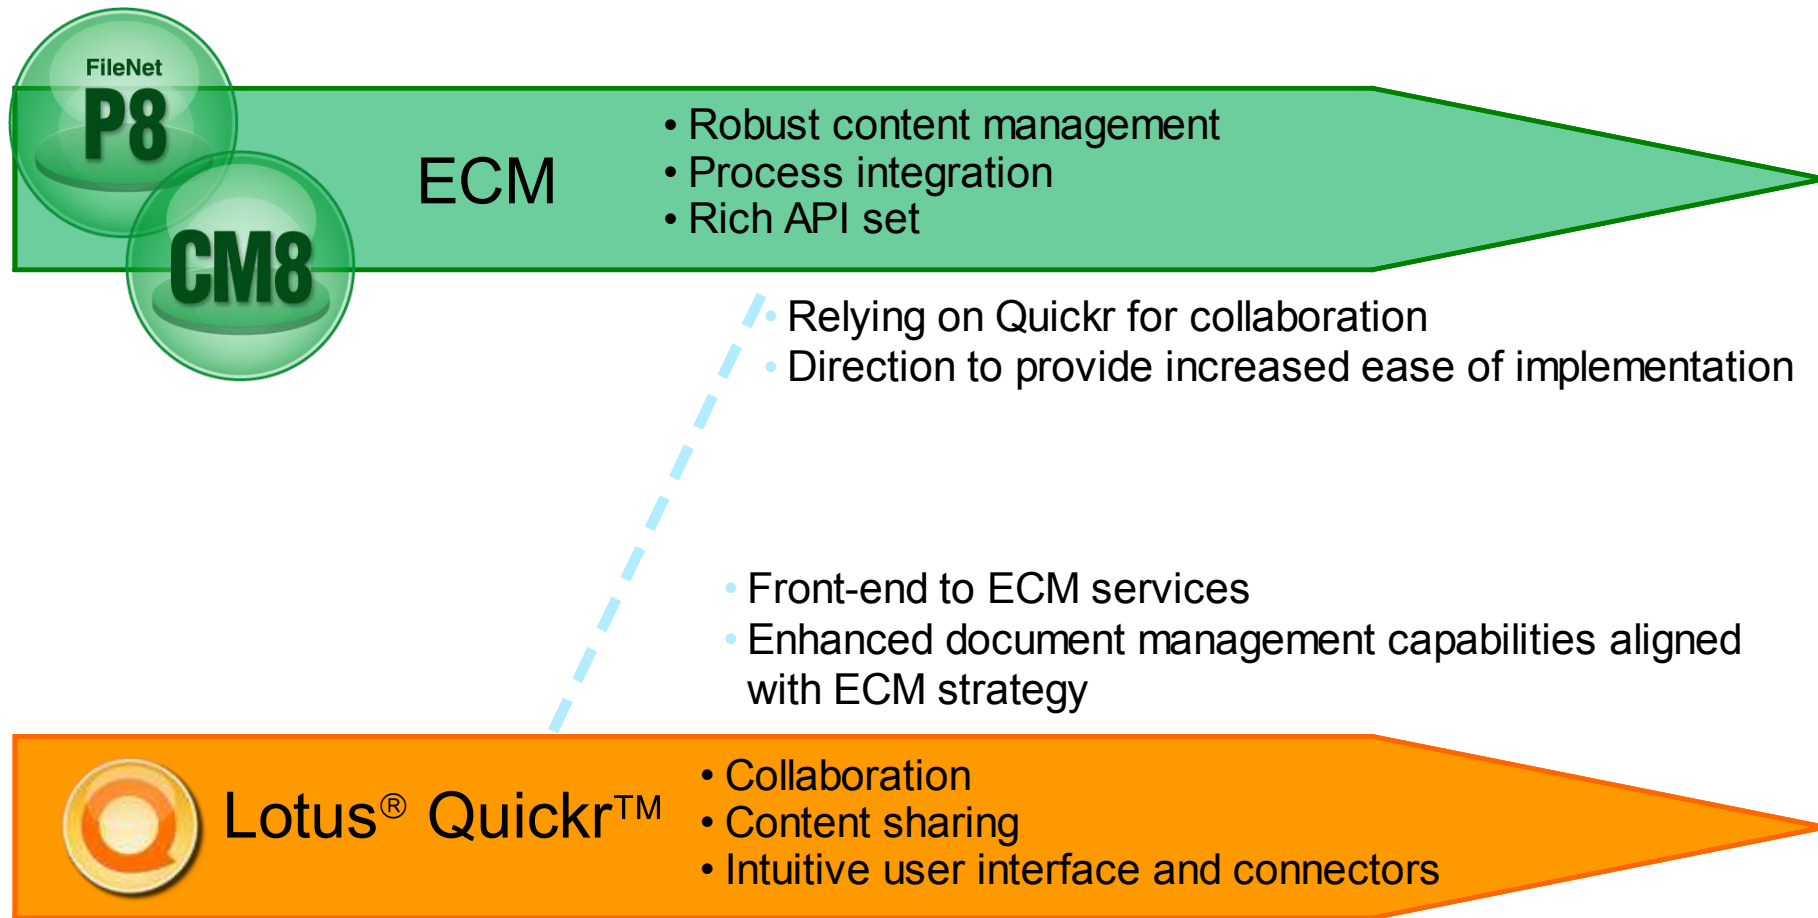 FileNet
P8
CM8
ECM
• Robust content management
• Process integration
• Rich API set
• Relying on Quickr for collaboration
• Direction to provide increased ease of implementation
• Front-end to ECM services
• Enhanced document management capabilities aligned
with ECM strategy
Lotus® Quickr™
• Collaboration
• Content sharing
• Intuitive user interface and connectors